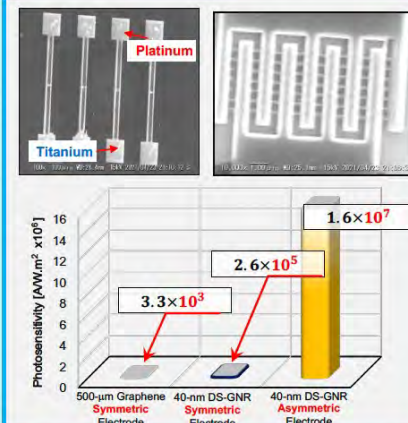 Platinum
Titanium
Photosensitivity [A/W.m² x10⁶]
16
14
12
10
8
6
4
2
0
3.3×10³
2.6×10⁵
1.6×10⁷
500-µm Graphene
Symmetric
Electrode
40-nm DS-GNR
Symmetric
Electrode
40-nm DS-GNR
Asymmetric
Electrode